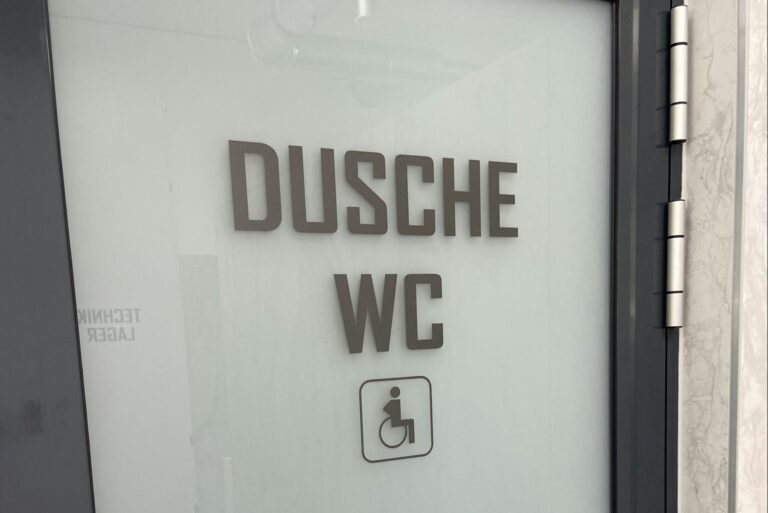 DUSCHE
WC
TECHNIK
LAGER